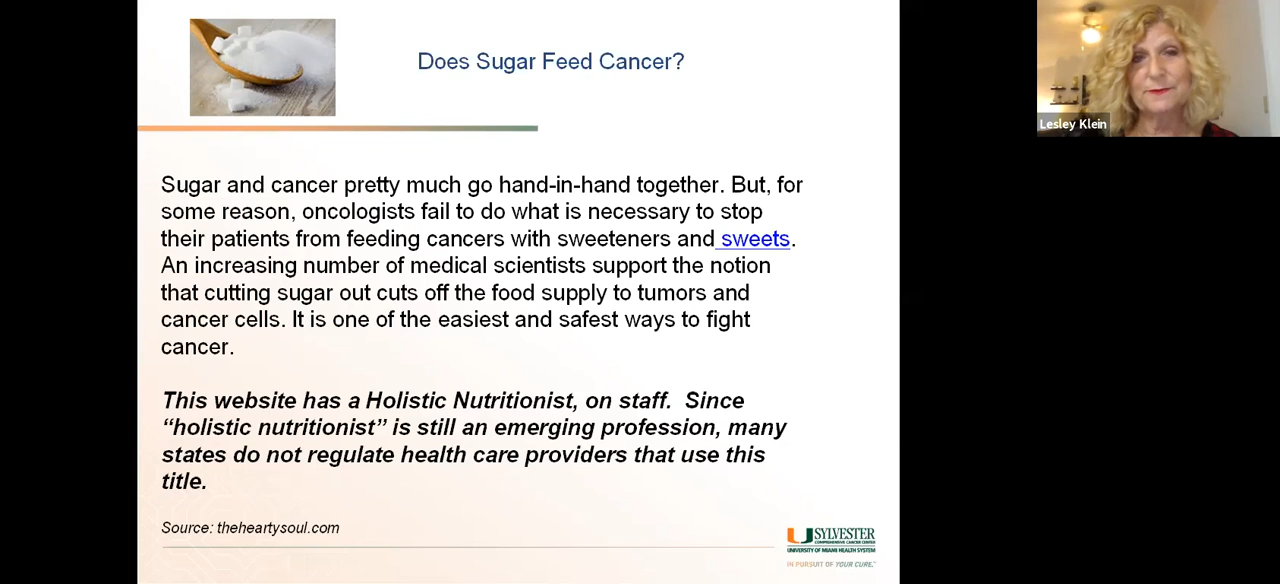 Does Sugar Feed Cancer?
Lesley Klein
Sugar and cancer pretty much go hand-in-hand together. But, for
some reason, oncologists fail to do what is necessary to stop
their patients from feeding cancers with sweeteners and sweets.
An increasing number of medical scientists support the notion
that cutting sugar out cuts off the food supply to tumors and
cancer cells. It is one of the easiest and safest ways to fight
cancer.
This website has a Holistic Nutritionist, on staff.  Since
“holistic nutritionist” is still an emerging profession, many
states do not regulate health care providers that use this
title.
Source: theheartysoul.com
SYLVESTER
COMPREHENSIVE CANCER CENTER
UNIVERSITY OF MIAMI HEALTH SYSTEM
IN PURSUIT OF YOUR CURE.™